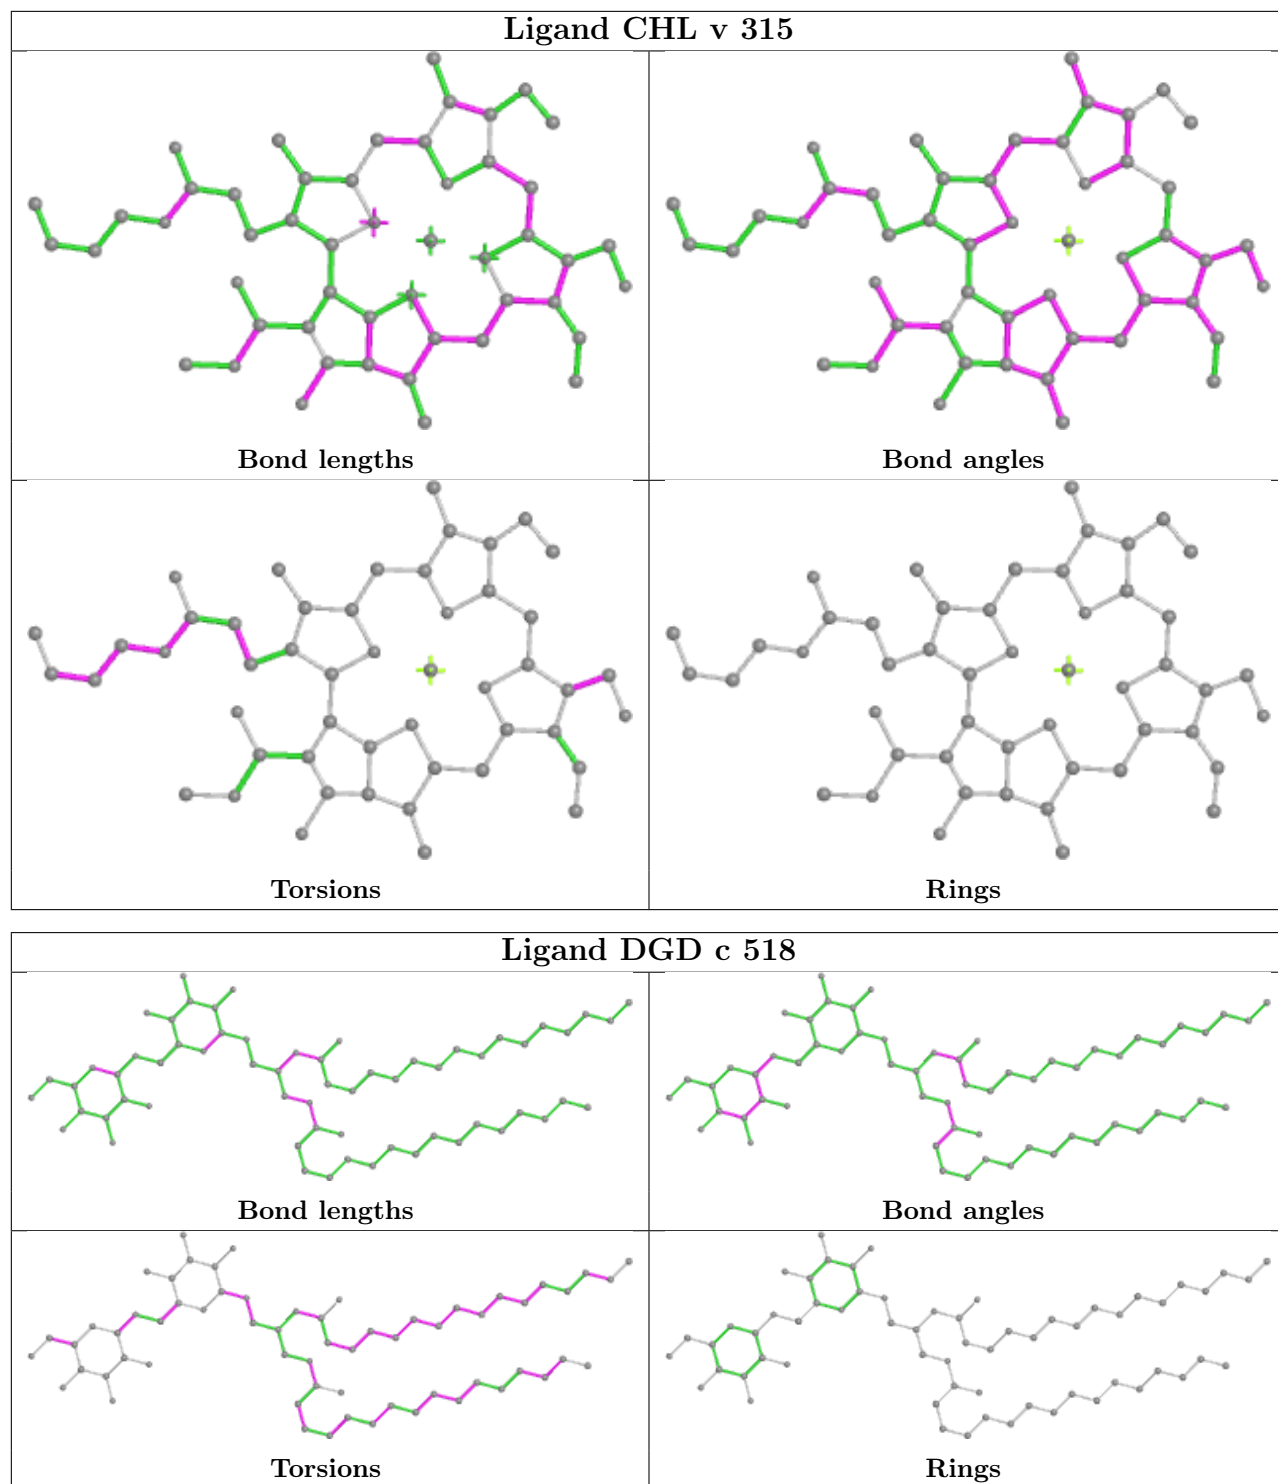 Ligand CHL v 315
Bond lengths
Bond angles
Torsions
Rings
Ligand DGD c 518
Bond lengths
Bond angles
Torsions
Rings